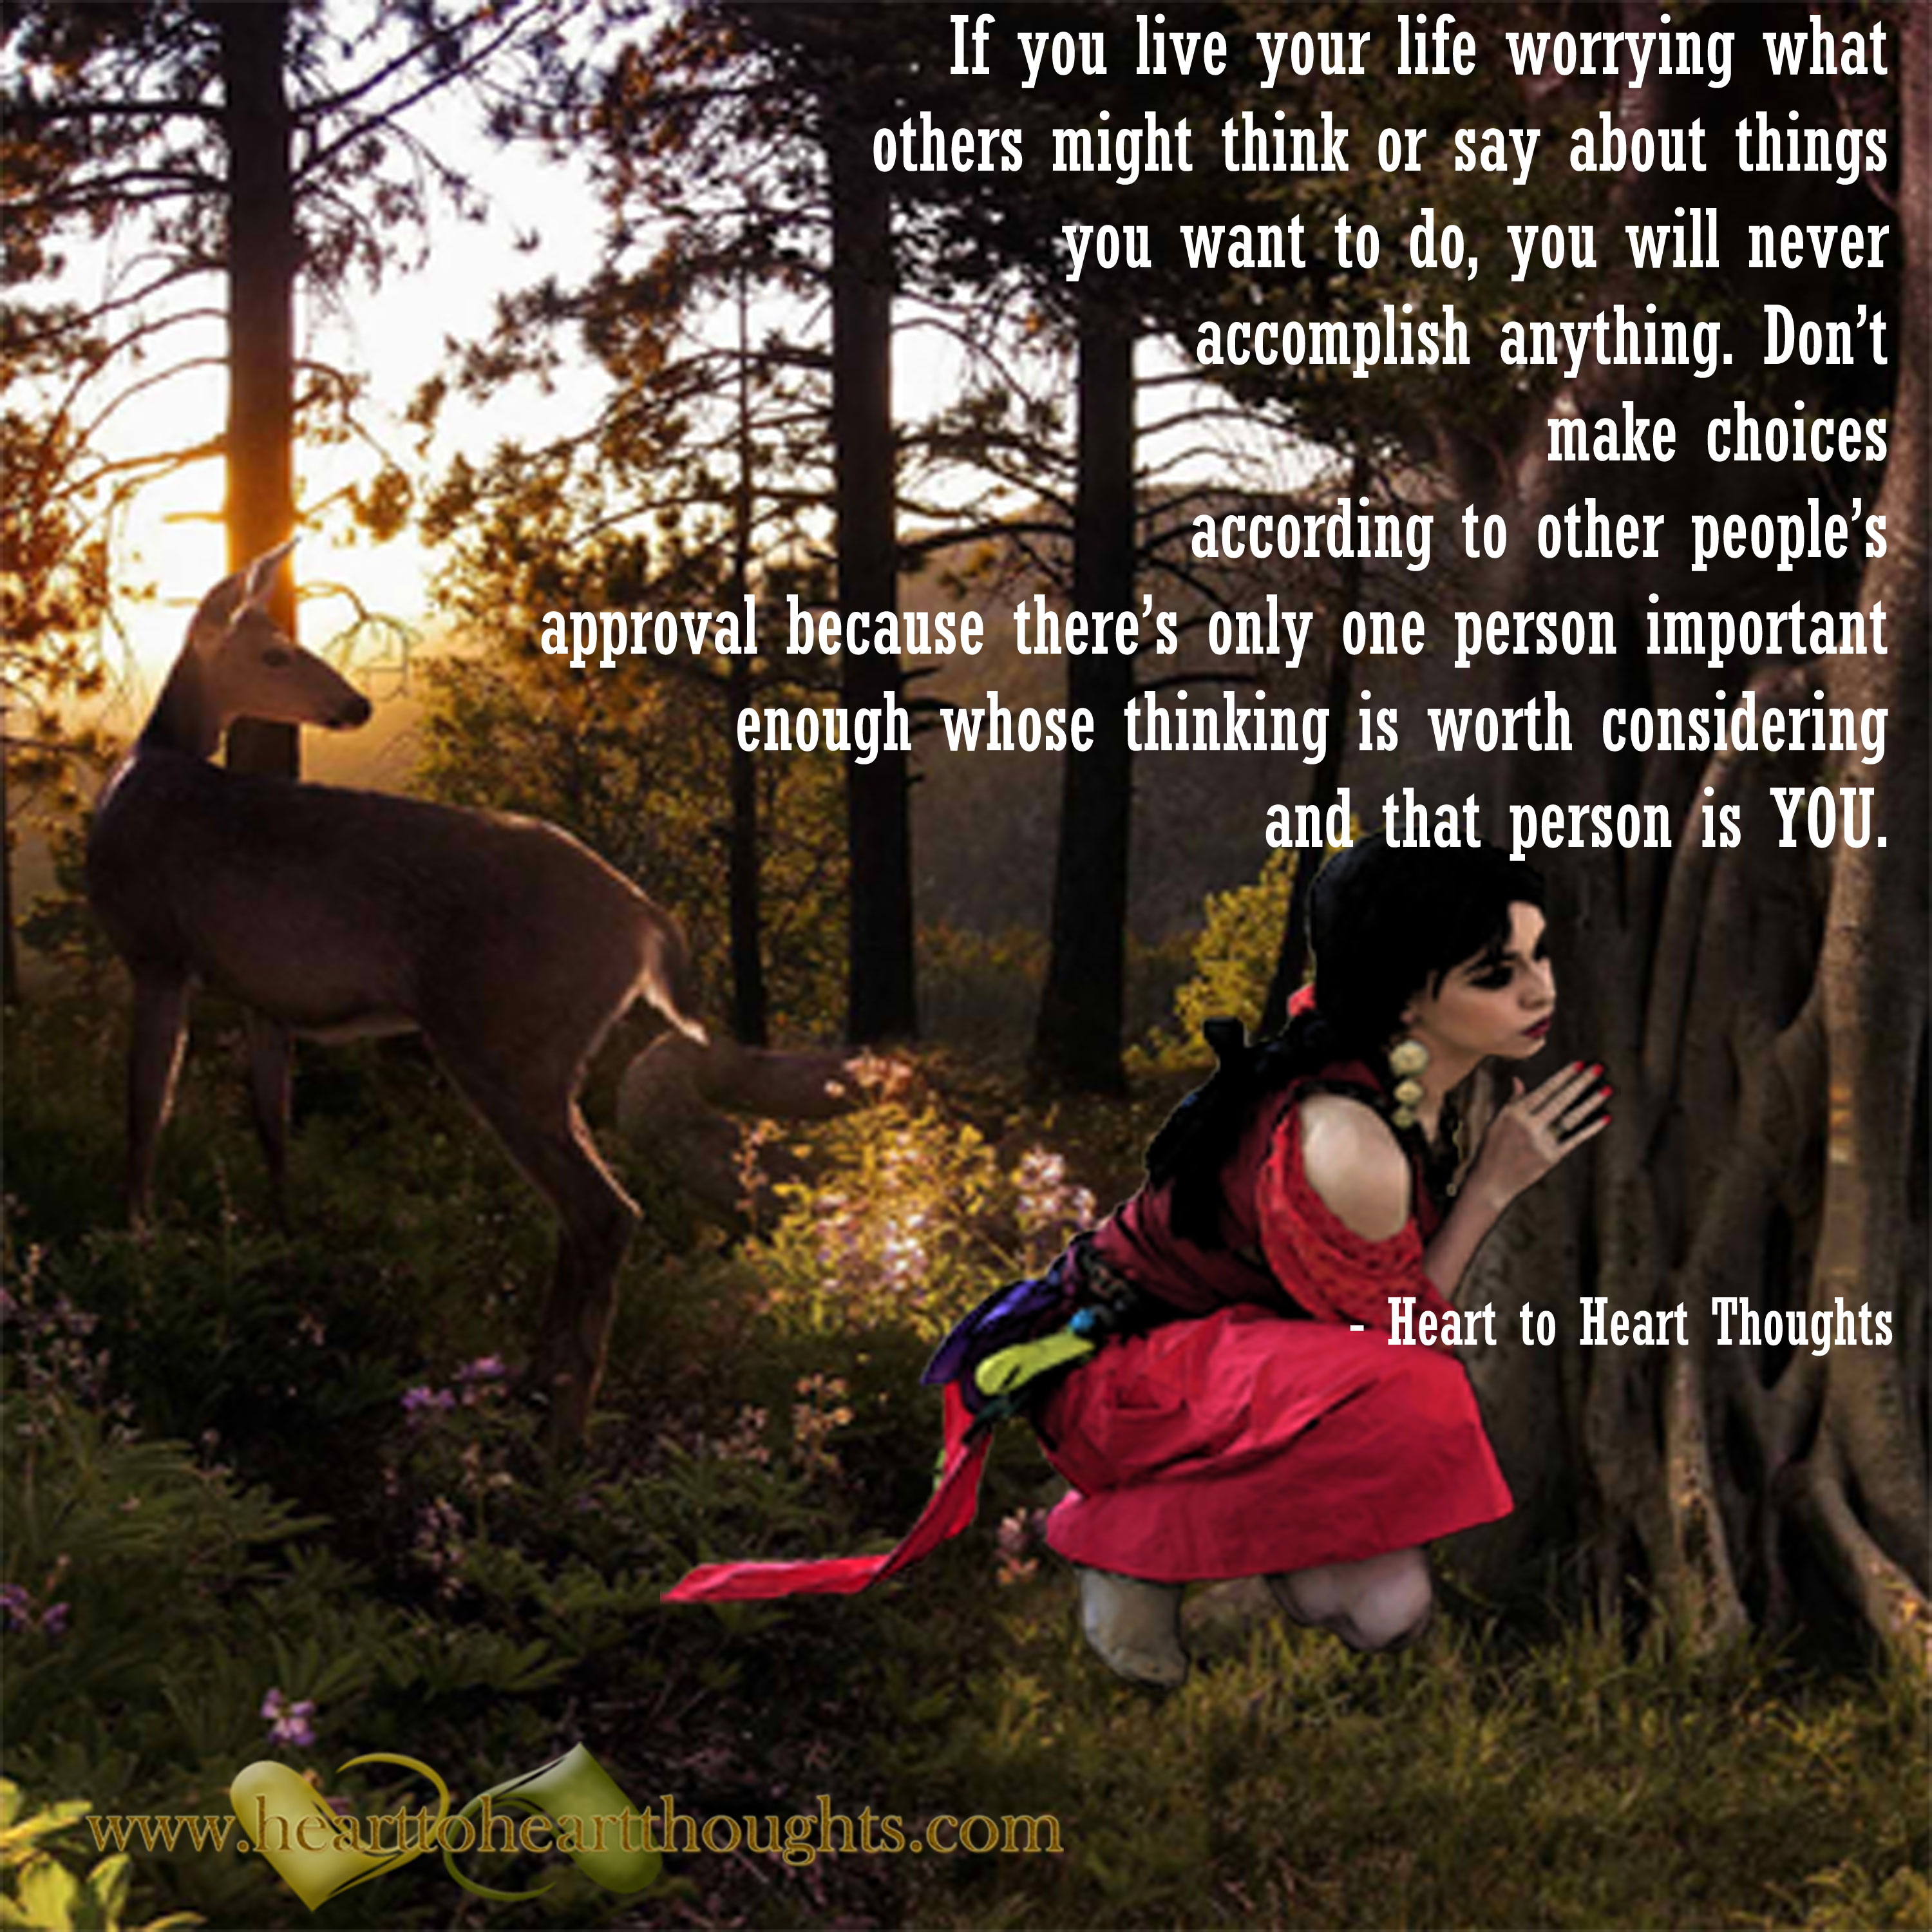 If you live your life worrying what
others might think or say about things
you want to do, you will never
accomplish anything. Don’t
make choices
according to other people’s
approval because there’s only one person important
enough whose thinking is worth considering
and that person is YOU.
- Heart to Heart Thoughts
www.hearttoheartthoughts.com